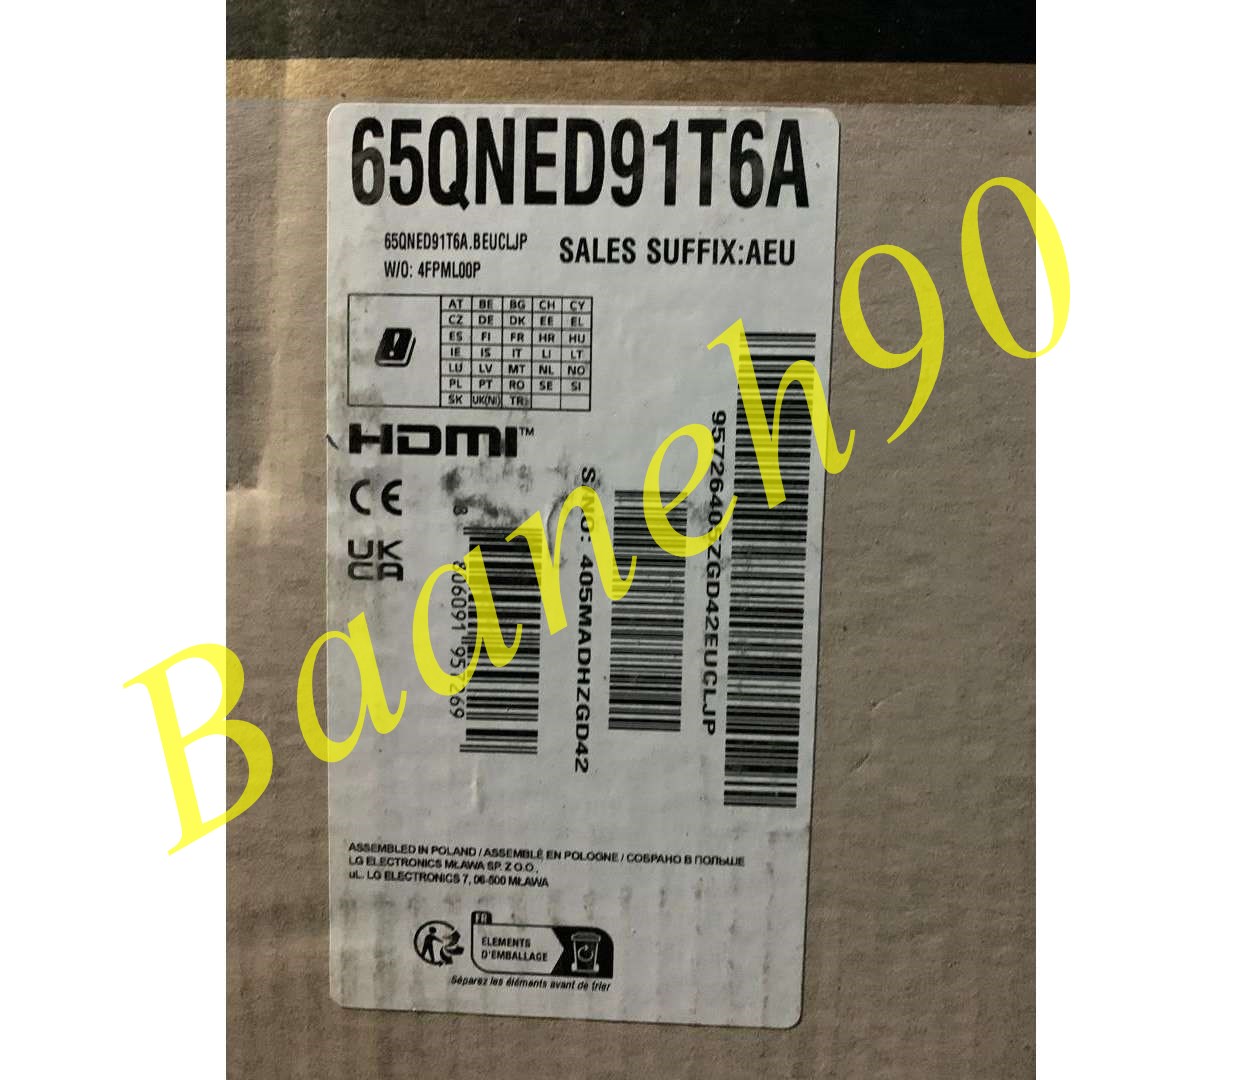 65QNED91T6A
65QNED91T6A.BEUCLJP
W/O: 4FPML00P
SALES SUFFIX:AEU
AT BE BG CH CY
CZ DE DK EE EL
ES FI FR HR HU
IE IS IT LI LT
LU LV MT NL NO
PL PT RO SE SI
SK UK(NI) TR
HDMI™
CE
UK
CA
8 806091 957269
S/NO: 405MADHZGD42
95726405ZGD42EUCLJP
Baaneh90
ASSEMBLED IN POLAND / ASSEMBLÉ EN POLOGNE / СОБРАНО В ПОЛЬШЕ
LG ELECTRONICS MŁAWA SP. Z O.O,
uL. LG ELECTRONICS 7, 06-500 MŁAWA
FR
ÉLÉMENTS
D'EMBALLAGE
Séparez les éléments avant de trier